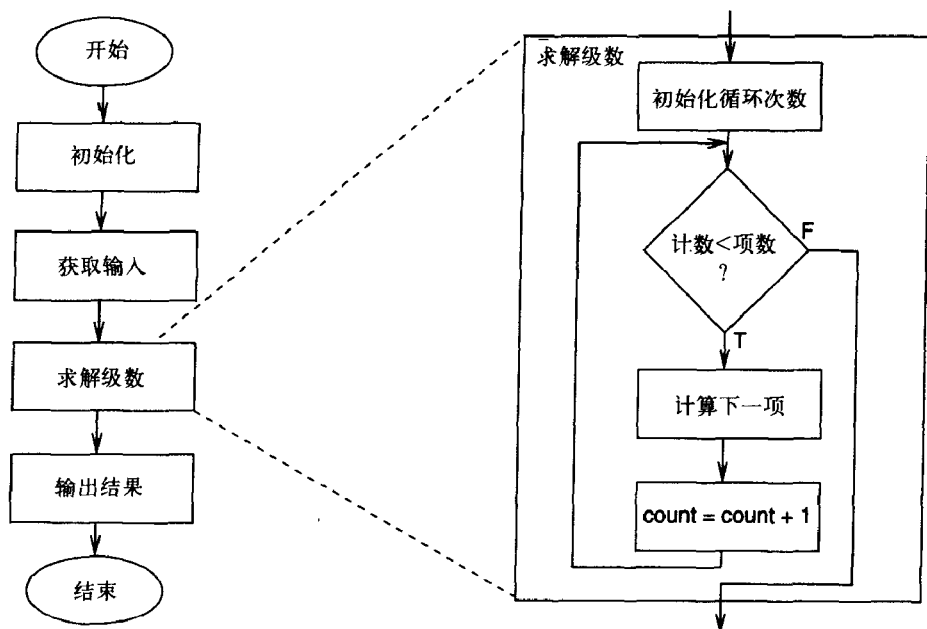 开始
初始化
获取输入
求解级数
输出结果
结束
求解级数
初始化循环次数
计数<项数
?
F
T
计算下一项
count = count + 1